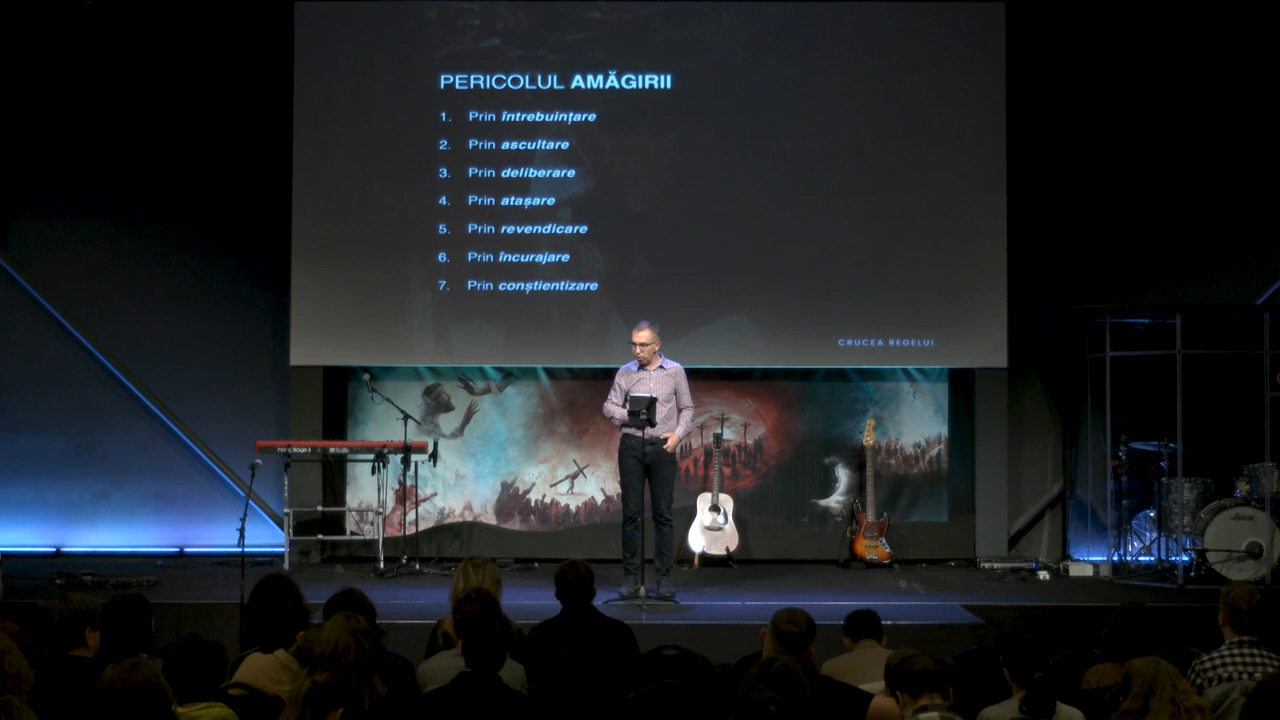 PERICOLUL AMĂGIRII
1. Prin întrebuințare
2. Prin ascultare
3. Prin deliberare
4. Prin atașare
5. Prin revendicare
6. Prin încurajare
7. Prin conștientizare
CRUCEA REGELUI